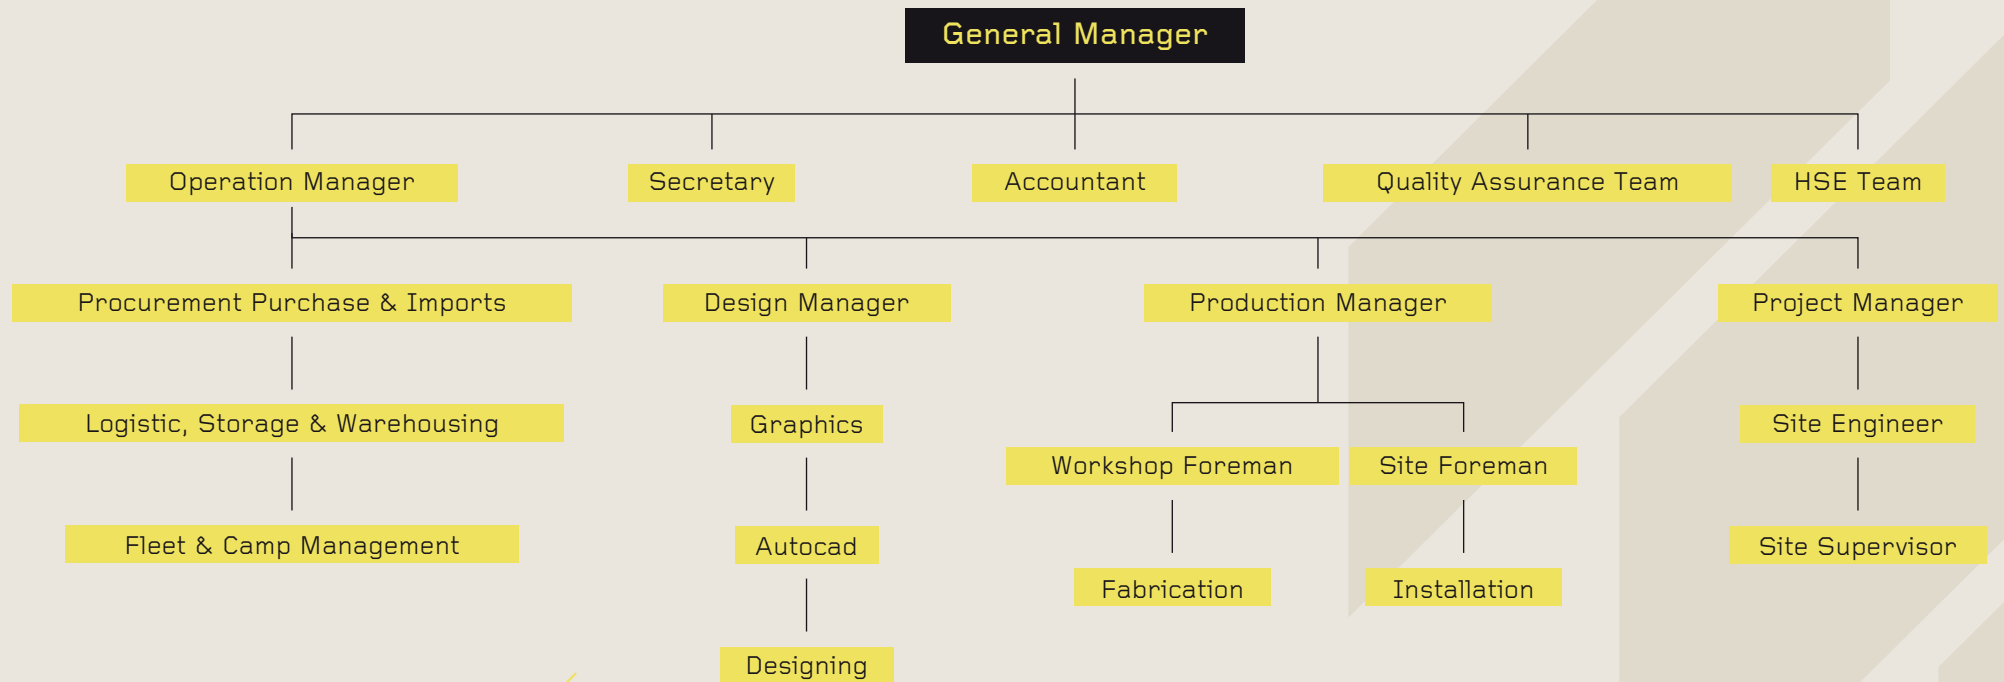 General Manager
Operation Manager
Secretary
Accountant
Quality Assurance Team
HSE Team
Procurement Purchase & Imports
Design Manager
Production Manager
Project Manager
Logistic, Storage & Warehousing
Graphics
Site Engineer
Workshop Foreman
Site Foreman
Fleet & Camp Management
Autocad
Site Supervisor
Fabrication
Installation
Designing